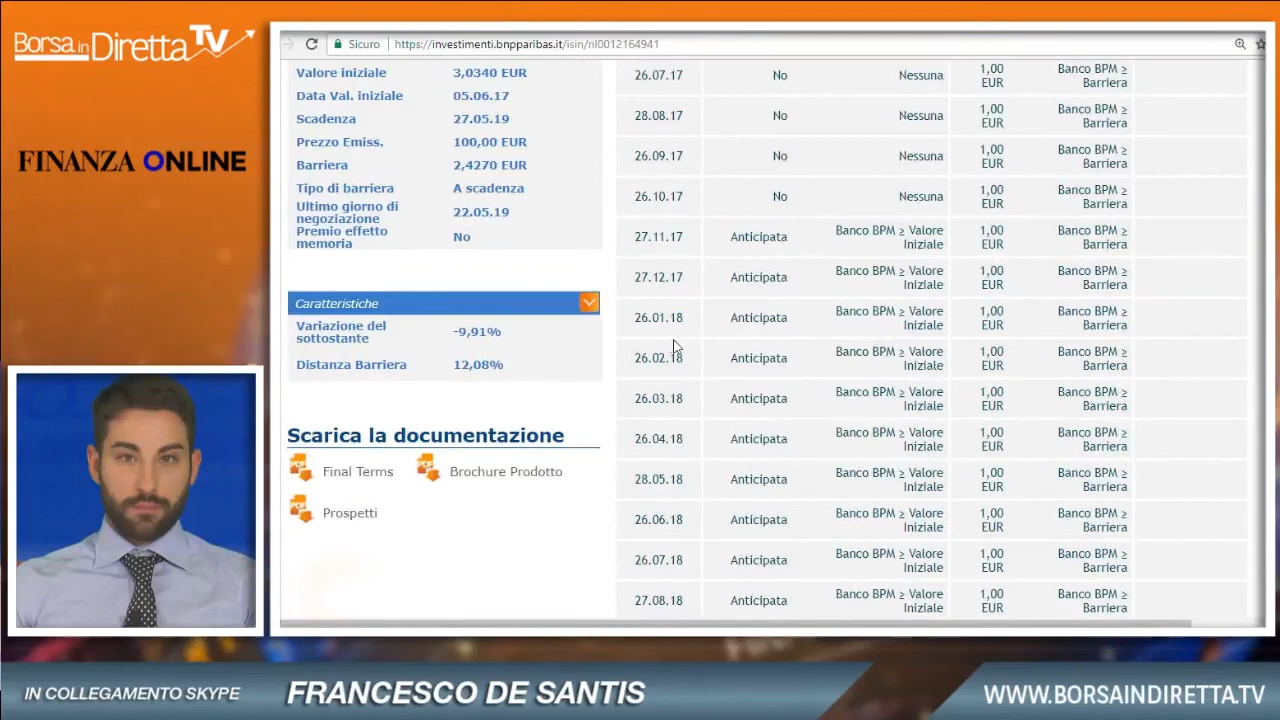 Borsa in Diretta TV
FINANZA ONLINE
Sicuro https://investimenti.bnpparibas.it/isin/nl0012164941
Valore iniziale 3,0340 EUR
Data Val. iniziale 05.06.17
Scadenza 27.05.19
Prezzo Emiss. 100,00 EUR
Barriera 2,4270 EUR
Tipo di barriera A scadenza
Ultimo giorno di
negoziazione 22.05.19
Premio effetto
memoria No
Caratteristiche
Variazione del
sottostante -9,91%
Distanza Barriera 12,08%
Scarica la documentazione
Final Terms Brochure Prodotto
Prospetti
26.07.17 No Nessuna 1,00 EUR Banco BPM ≥ Barriera
28.08.17 No Nessuna 1,00 EUR Banco BPM ≥ Barriera
26.09.17 No Nessuna 1,00 EUR Banco BPM ≥ Barriera
26.10.17 No Nessuna 1,00 EUR Banco BPM ≥ Barriera
27.11.17 Anticipata Banco BPM ≥ Valore Iniziale 1,00 EUR Banco BPM ≥ Barriera
27.12.17 Anticipata Banco BPM ≥ Valore Iniziale 1,00 EUR Banco BPM ≥ Barriera
26.01.18 Anticipata Banco BPM ≥ Valore Iniziale 1,00 EUR Banco BPM ≥ Barriera
26.02.18 Anticipata Banco BPM ≥ Valore Iniziale 1,00 EUR Banco BPM ≥ Barriera
26.03.18 Anticipata Banco BPM ≥ Valore Iniziale 1,00 EUR Banco BPM ≥ Barriera
26.04.18 Anticipata Banco BPM ≥ Valore Iniziale 1,00 EUR Banco BPM ≥ Barriera
28.05.18 Anticipata Banco BPM ≥ Valore Iniziale 1,00 EUR Banco BPM ≥ Barriera
26.06.18 Anticipata Banco BPM ≥ Valore Iniziale 1,00 EUR Banco BPM ≥ Barriera
26.07.18 Anticipata Banco BPM ≥ Valore Iniziale 1,00 EUR Banco BPM ≥ Barriera
27.08.18 Anticipata Banco BPM ≥ Valore Iniziale 1,00 EUR Banco BPM ≥ Barriera
IN COLLEGAMENTO SKYPE FRANCESCO DE SANTIS WWW.BORSAINDIRETTA.TV